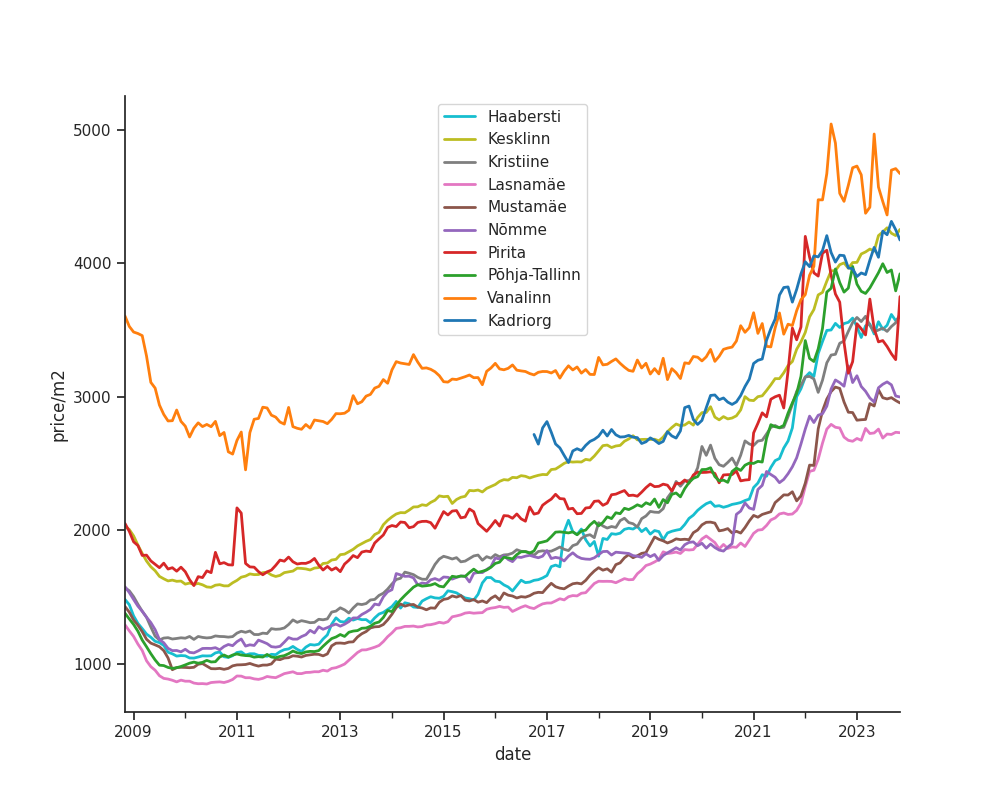 Haabersti
Kesklinn
Kristiine
Lasnamäe
Mustamäe
Nõmme
Pirita
Põhja-Tallinn
Vanalinn
Kadriorg
5000
4000
3000
2000
1000
price/m2
2009
2011
2013
2015
2017
2019
2021
2023
date